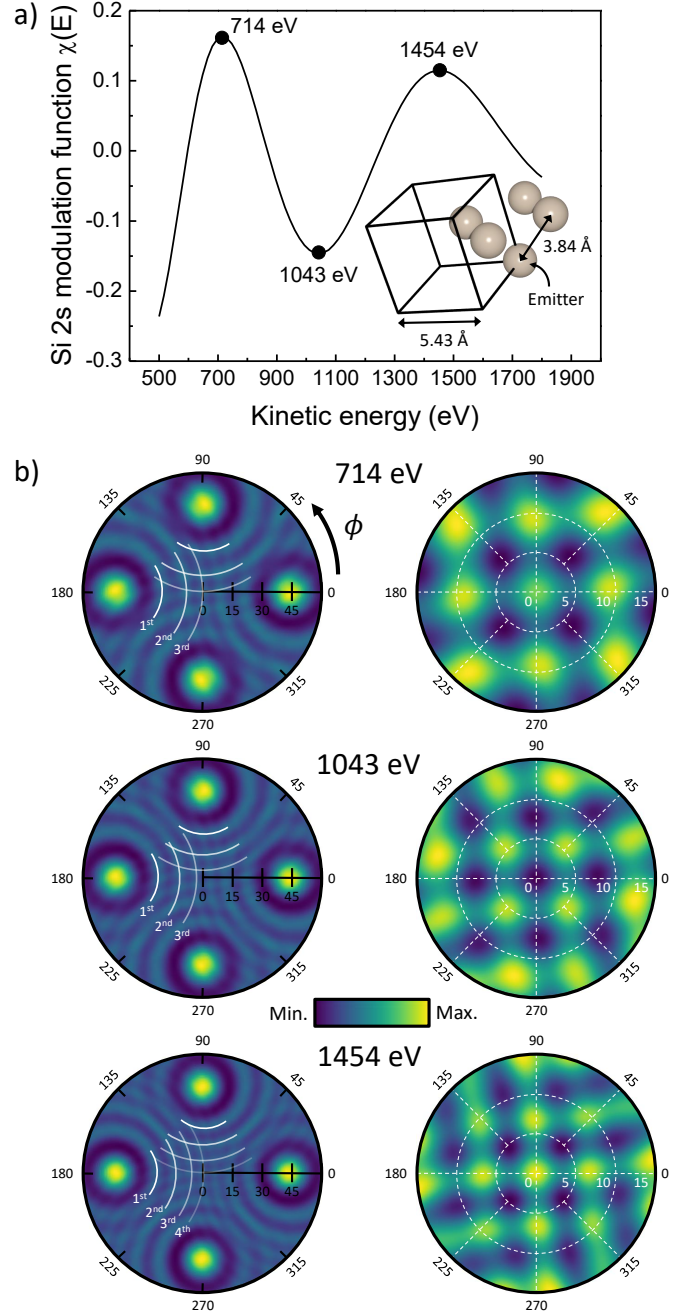 a)
Si 2s modulation function χ(E)
0.2
0.1
0.0
-0.1
-0.2
-0.3
714 eV
1454 eV
1043 eV
3.84 Å
Emitter
5.43 Å
500 700 900 1100 1300 1500 1700 1900
Kinetic energy (eV)
b)
714 eV
90
135
45
ϕ
180
0
0 15 30 45
1st
2nd
3rd
225
315
270
90
135
45
180
0
0 5 10 15
225
315
270
1043 eV
90
135
45
180
0
0 15 30 45
1st
2nd
3rd
225
315
270
90
135
45
180
0
0 5 10 15
225
315
270
Min. Max.
1454 eV
90
135
45
180
0
0 15 30 45
1st
2nd
3rd
4th
225
315
270
90
135
45
180
0
0 5 10 15
225
315
270